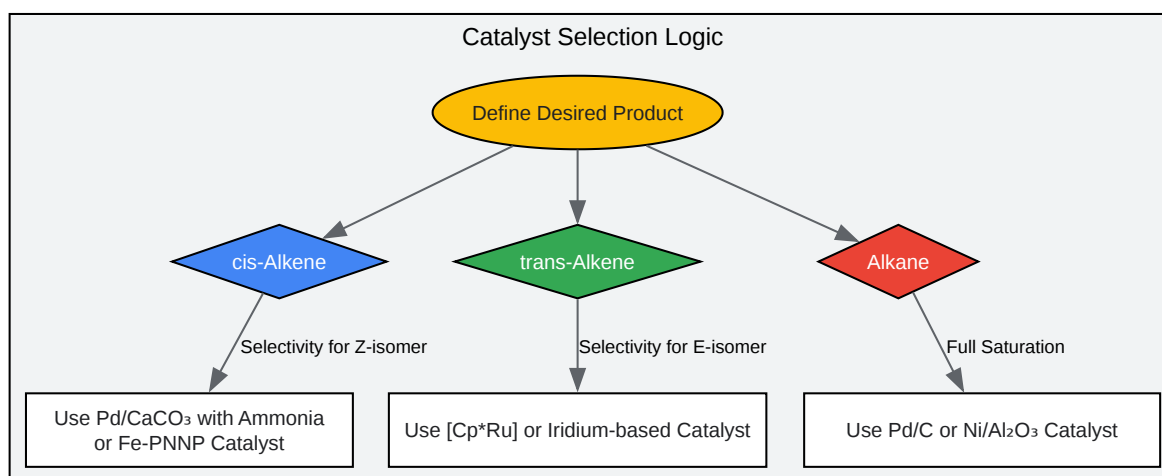 Catalyst Selection Logic
Define Desired Product
cis-Alkene
trans-Alkene
Alkane
Selectivity for Z-isomer
Selectivity for E-isomer
Full Saturation
Use Pd/CaCO₃ with Ammonia
or Fe-PNNP Catalyst
Use [Cp*Ru] or Iridium-based Catalyst
Use Pd/C or Ni/Al₂O₃ Catalyst